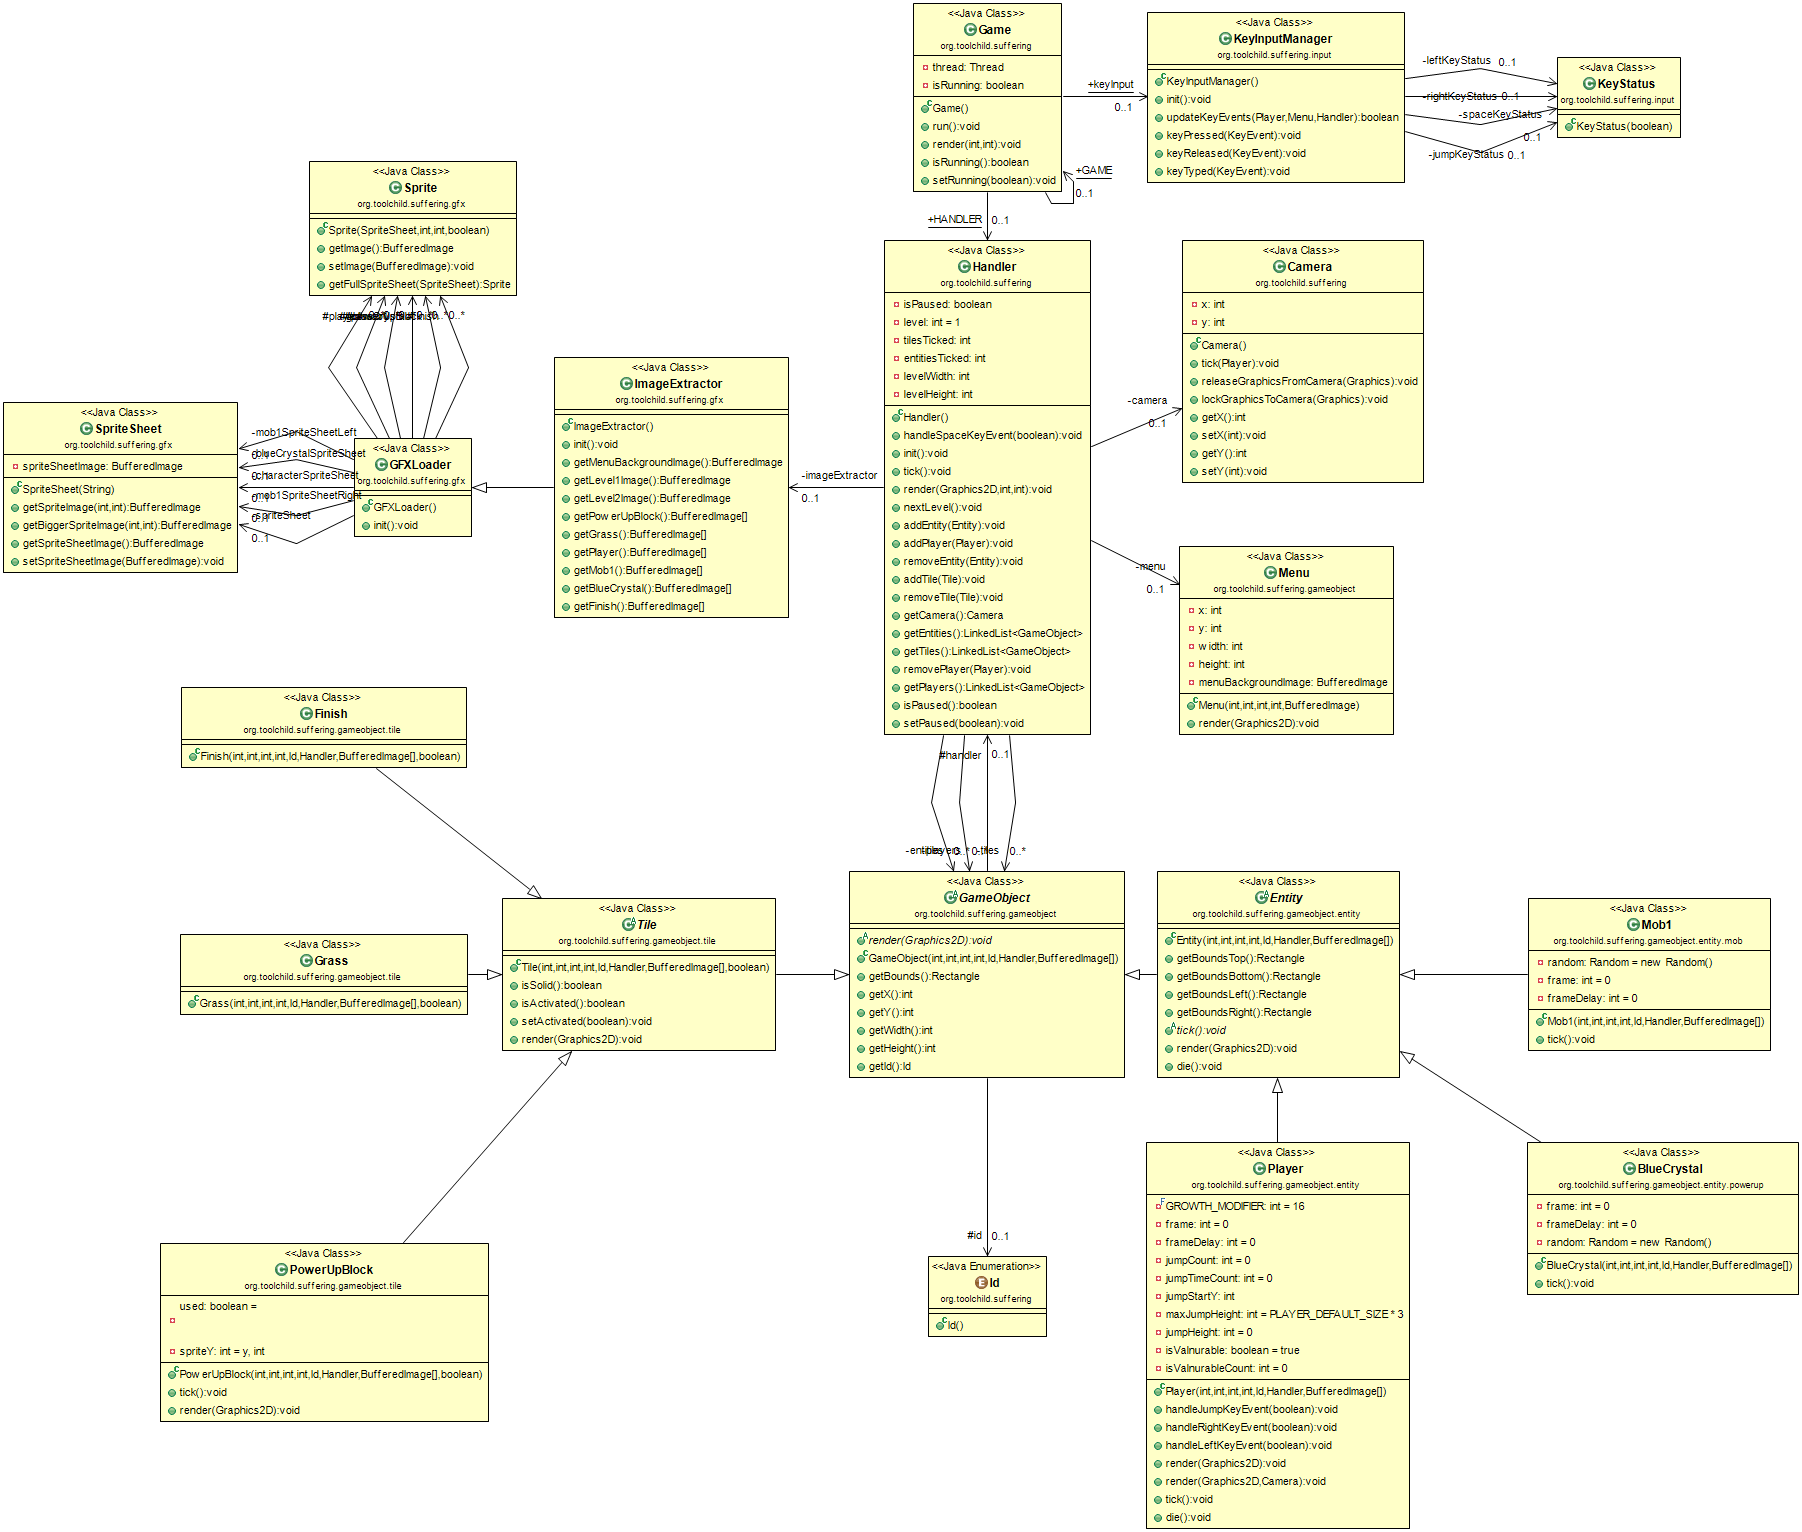 <<Java Class>>
Game
org.toolchild.suffering
thread: Thread
isRunning: boolean
Game()
run():void
render(int,int):void
isRunning():boolean
setRunning(boolean):void
+keyInput
0..1
+GAME
0..1
+HANDLER
0..1
<<Java Class>>
KeyInputManager
org.toolchild.suffering.input
KeyInputManager()
init():void
updateKeyEvents(Player,Menu,Handler):boolean
keyPressed(KeyEvent):void
keyReleased(KeyEvent):void
keyTyped(KeyEvent):void
-leftKeyStatus 0..1
-rightKeyStatus 0..1
-spaceKeyStatus
0..1
-jumpKeyStatus 0..1
<<Java Class>>
KeyStatus
org.toolchild.suffering.input
KeyStatus(boolean)
<<Java Class>>
Sprite
org.toolchild.suffering.gfx
Sprite(SpriteSheet,int,int,boolean)
getImage():BufferedImage
setImage(BufferedImage):void
getFullSpriteSheet(SpriteSheet):Sprite
0..*
<<Java Class>>
SpriteSheet
org.toolchild.suffering.gfx
spriteSheetImage: BufferedImage
SpriteSheet(String)
getSpriteImage(int,int):BufferedImage
getBiggerSpriteImage(int,int):BufferedImage
getSpriteSheetImage():BufferedImage
setSpriteSheetImage(BufferedImage):void
-mob1SpriteSheetLeft
-blueCrystalSpriteSheet
-characterSpriteSheet
-mob1SpriteSheetRight
-spriteSheet
0..1
<<Java Class>>
GFXLoader
org.toolchild.suffering.gfx
GFXLoader()
init():void
<<Java Class>>
ImageExtractor
org.toolchild.suffering.gfx
ImageExtractor()
init():void
getMenuBackgroundImage():BufferedImage
getLevel1Image():BufferedImage
getLevel2Image():BufferedImage
getPowerUpBlock():BufferedImage[]
getGrass():BufferedImage[]
getPlayer():BufferedImage[]
getMob1():BufferedImage[]
getBlueCrystal():BufferedImage[]
getFinish():BufferedImage[]
-imageExtractor
0..1
<<Java Class>>
Handler
org.toolchild.suffering
isPaused: boolean
level: int = 1
tilesTicked: int
entitiesTicked: int
levelWidth: int
levelHeight: int
Handler()
handleSpaceKeyEvent(boolean):void
init():void
tick():void
render(Graphics2D,int,int):void
nextLevel():void
addEntity(Entity):void
addPlayer(Player):void
removeEntity(Entity):void
addTile(Tile):void
removeTile(Tile):void
getCamera():Camera
getEntities():LinkedList<GameObject>
getTiles():LinkedList<GameObject>
removePlayer(Player):void
getPlayers():LinkedList<GameObject>
isPaused():boolean
setPaused(boolean):void
-camera
0..1
<<Java Class>>
Camera
org.toolchild.suffering
x: int
y: int
Camera()
tick(Player):void
releaseGraphicsFromCamera(Graphics):void
lockGraphicsToCamera(Graphics):void
getX():int
setX(int):void
getY():int
setY(int):void
-menu
0..1
<<Java Class>>
Menu
org.toolchild.suffering.gameobject
x: int
y: int
width: int
height: int
menuBackgroundImage: BufferedImage
Menu(int,int,int,int,BufferedImage)
render(Graphics2D):void
#handler 0..1
-entities
-players
0..*
0..*
-tiles
0..*
<<Java Class>>
Finish
org.toolchild.suffering.gameobject.tile
Finish(int,int,int,int,Id,Handler,BufferedImage[],boolean)
<<Java Class>>
Grass
org.toolchild.suffering.gameobject.tile
Grass(int,int,int,int,Id,Handler,BufferedImage[],boolean)
<<Java Class>>
Tile
org.toolchild.suffering.gameobject.tile
Tile(int,int,int,int,Id,Handler,BufferedImage[],boolean)
isSolid():boolean
isActivated():boolean
setActivated(boolean):void
render(Graphics2D):void
<<Java Class>>
GameObject
org.toolchild.suffering.gameobject
render(Graphics2D):void
GameObject(int,int,int,int,Id,Handler,BufferedImage[])
getBounds():Rectangle
getX():int
getY():int
getWidth():int
getHeight():int
getId():Id
<<Java Class>>
Entity
org.toolchild.suffering.gameobject.entity
Entity(int,int,int,int,Id,Handler,BufferedImage[])
getBoundsTop():Rectangle
getBoundsBottom():Rectangle
getBoundsLeft():Rectangle
getBoundsRight():Rectangle
tick():void
render(Graphics2D):void
die():void
<<Java Class>>
Mob1
org.toolchild.suffering.gameobject.entity.mob
random: Random = new Random()
frame: int = 0
frameDelay: int = 0
Mob1(int,int,int,int,Id,Handler,BufferedImage[])
tick():void
<<Java Class>>
PowerUpBlock
org.toolchild.suffering.gameobject.tile
used: boolean =
spriteY: int = y, int
PowerUpBlock(int,int,int,int,Id,Handler,BufferedImage[],boolean)
tick():void
render(Graphics2D):void
#id 0..1
<<Java Enumeration>>
Id
org.toolchild.suffering
Id()
<<Java Class>>
Player
org.toolchild.suffering.gameobject.entity
GROWTH_MODIFIER: int = 16
frame: int = 0
frameDelay: int = 0
jumpCount: int = 0
jumpTimeCount: int = 0
jumpStartY: int
maxJumpHeight: int = PLAYER_DEFAULT_SIZE * 3
jumpHeight: int = 0
isValnurable: boolean = true
isValnurableCount: int = 0
Player(int,int,int,int,Id,Handler,BufferedImage[])
handleJumpKeyEvent(boolean):void
handleRightKeyEvent(boolean):void
handleLeftKeyEvent(boolean):void
render(Graphics2D):void
render(Graphics2D,Camera):void
tick():void
die():void
<<Java Class>>
BlueCrystal
org.toolchild.suffering.gameobject.entity.powerup
frame: int = 0
frameDelay: int = 0
random: Random = new Random()
BlueCrystal(int,int,int,int,Id,Handler,BufferedImage[])
tick():void